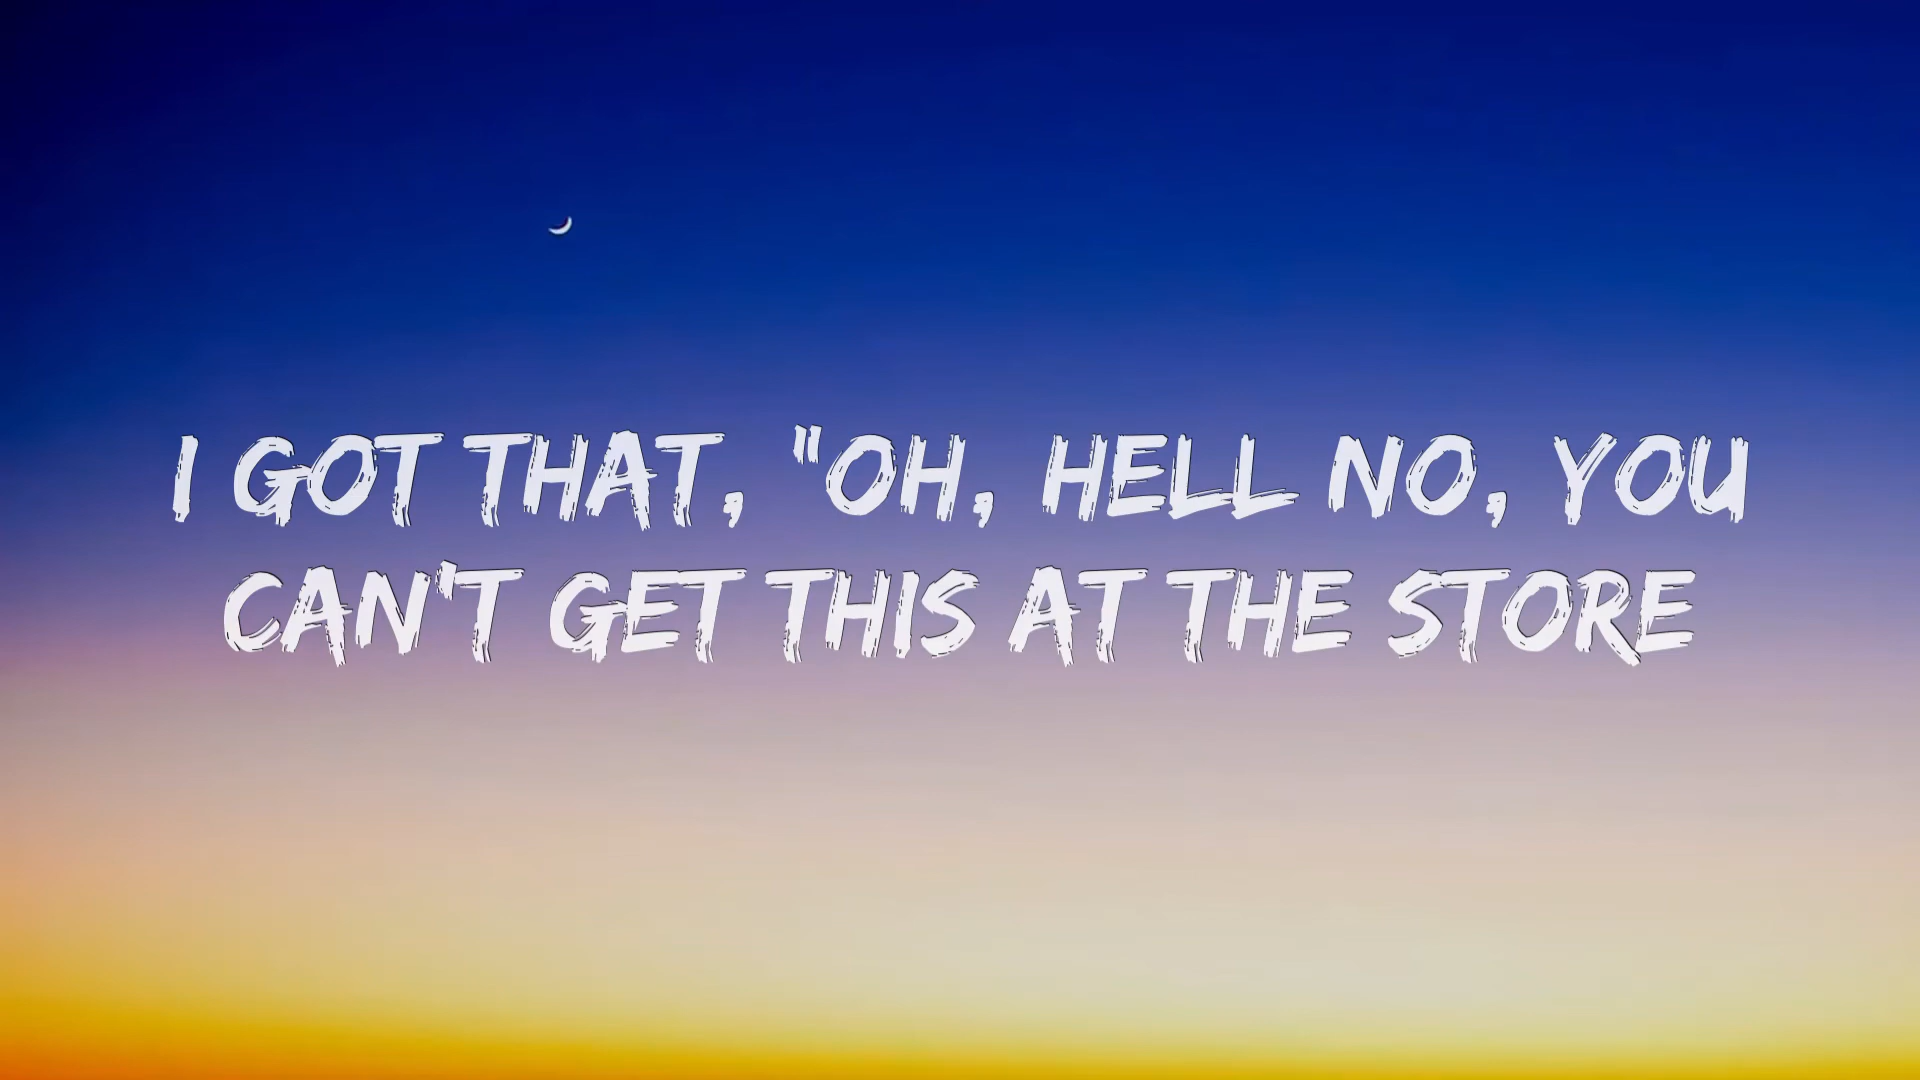 I GOT THAT, "OH, HELL NO, YOU
CAN'T GET THIS AT THE STORE